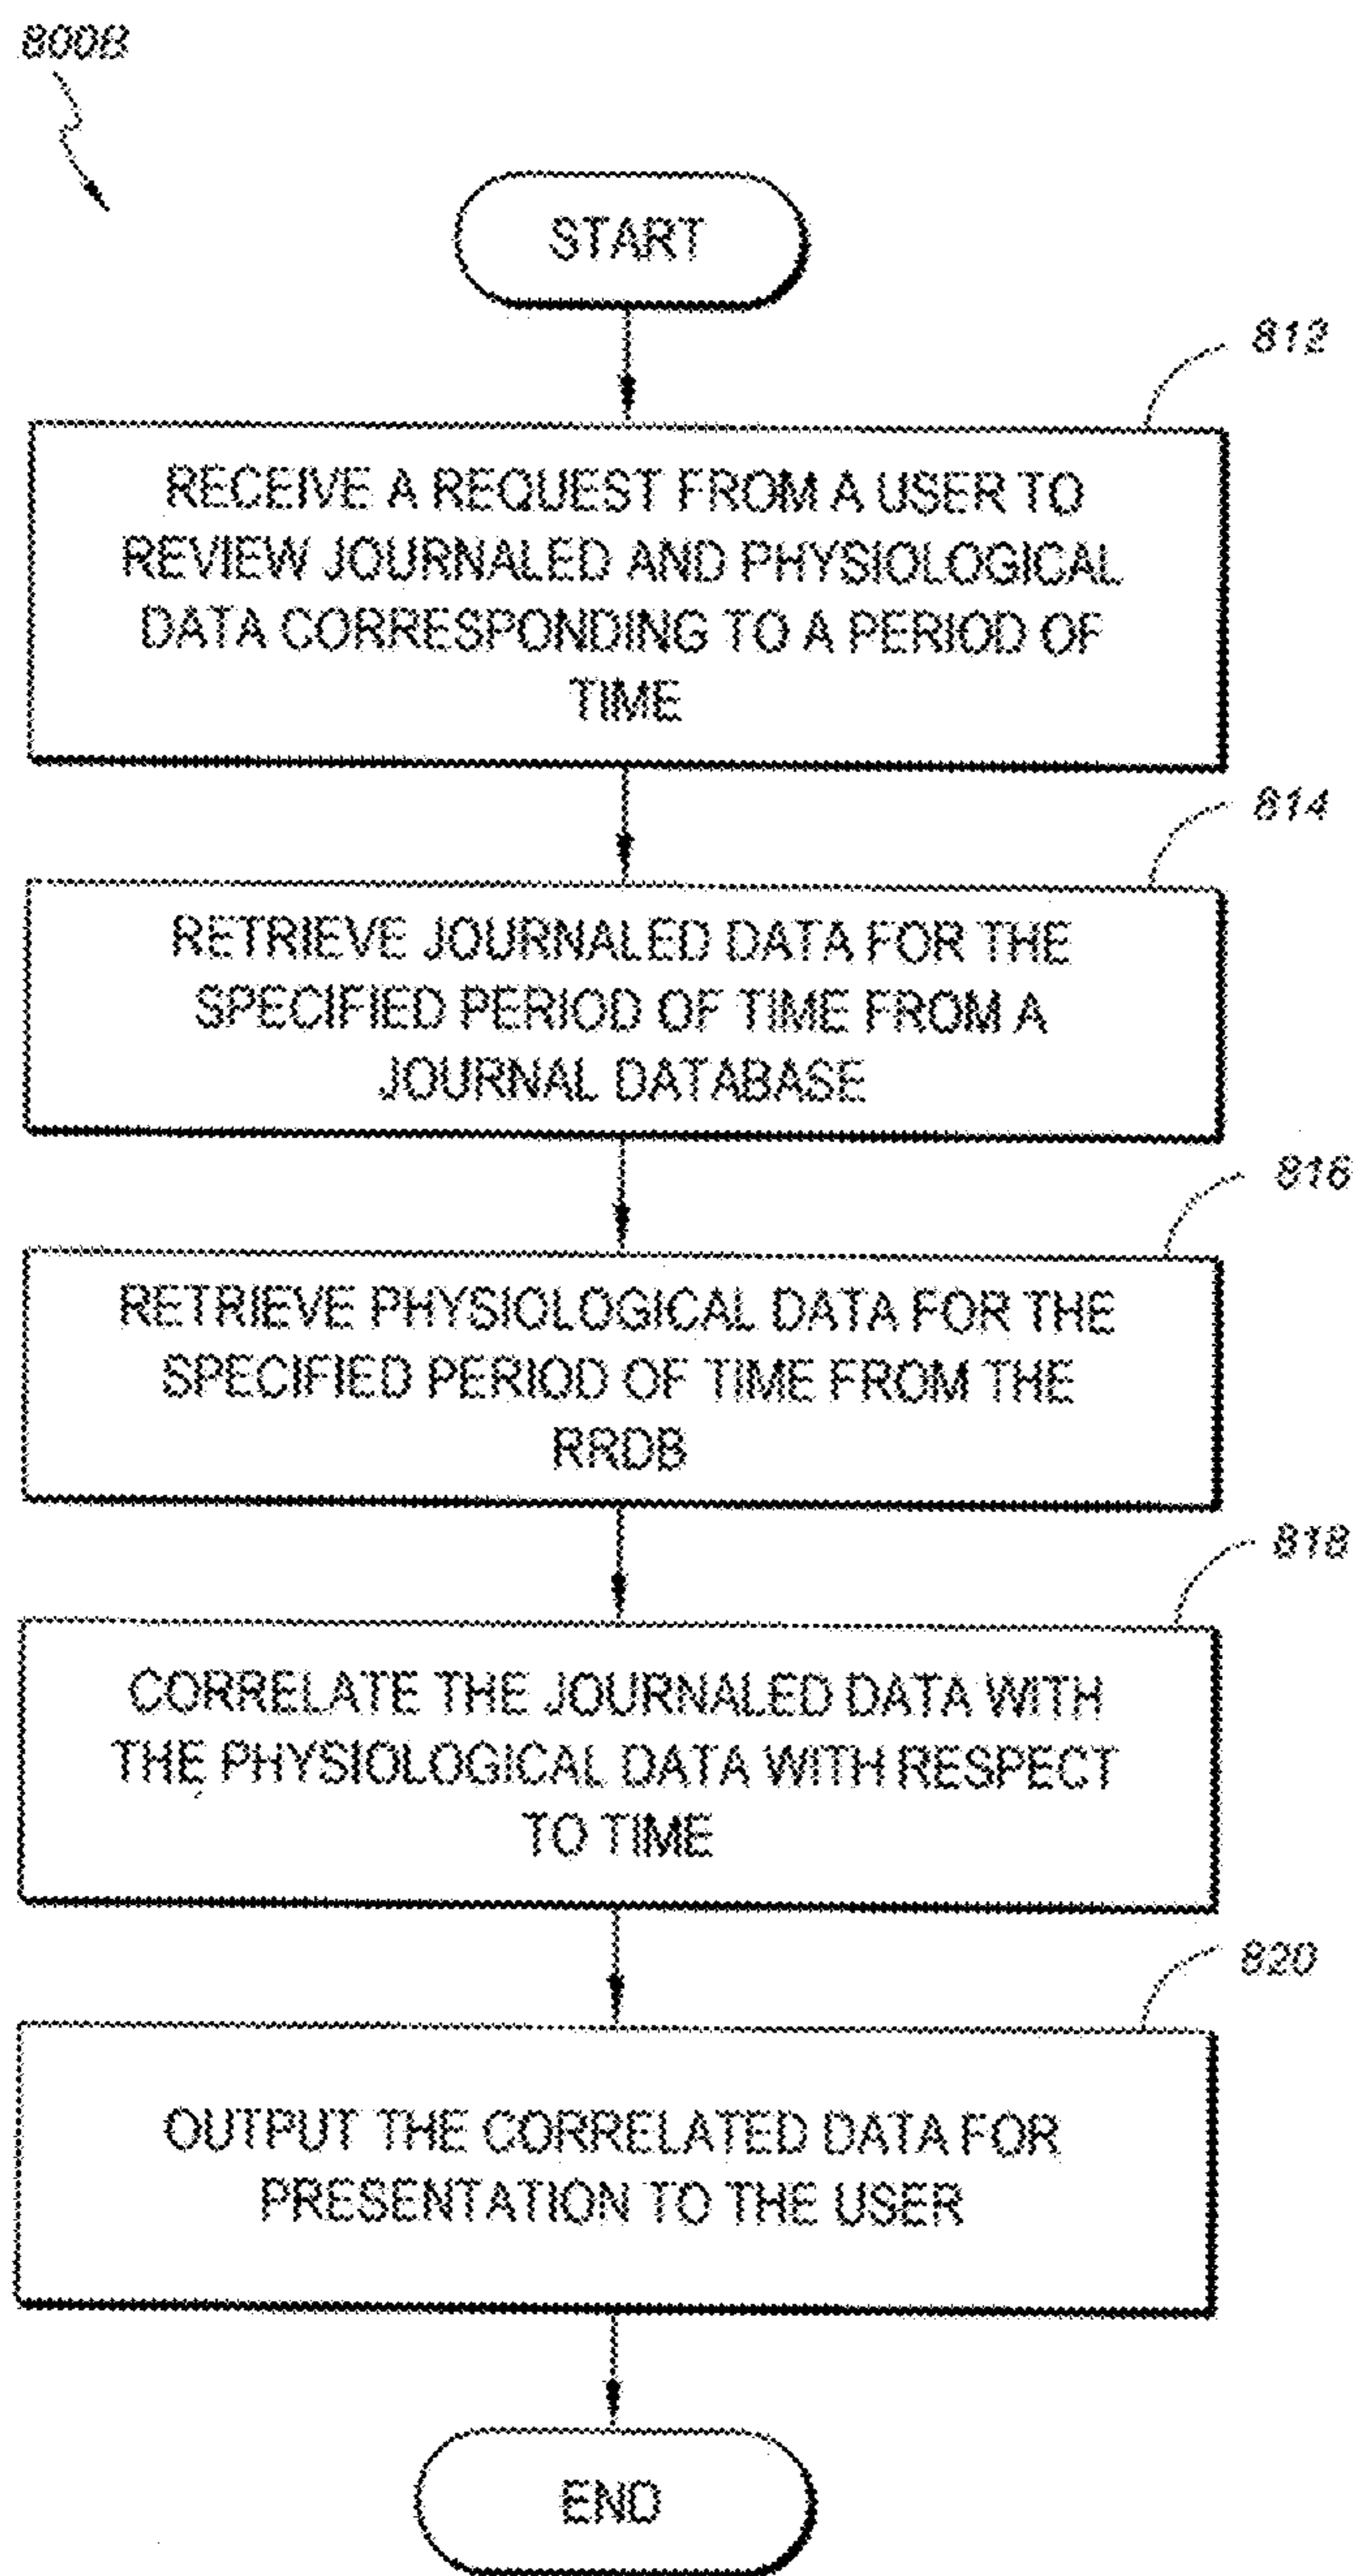 800B
START
812
RECEIVE A REQUEST FROM A USER TO
REVIEW JOURNALED AND PHYSIOLOGICAL
DATA CORRESPONDING TO A PERIOD OF
TIME
814
RETRIEVE JOURNALED DATA FOR THE
SPECIFIED PERIOD OF TIME FROM A
JOURNAL DATABASE
816
RETRIEVE PHYSIOLOGICAL DATA FOR THE
SPECIFIED PERIOD OF TIME FROM THE
RRDB
818
CORRELATE THE JOURNALED DATA WITH
THE PHYSIOLOGICAL DATA WITH RESPECT
TO TIME
820
OUTPUT THE CORRELATED DATA FOR
PRESENTATION TO THE USER
END